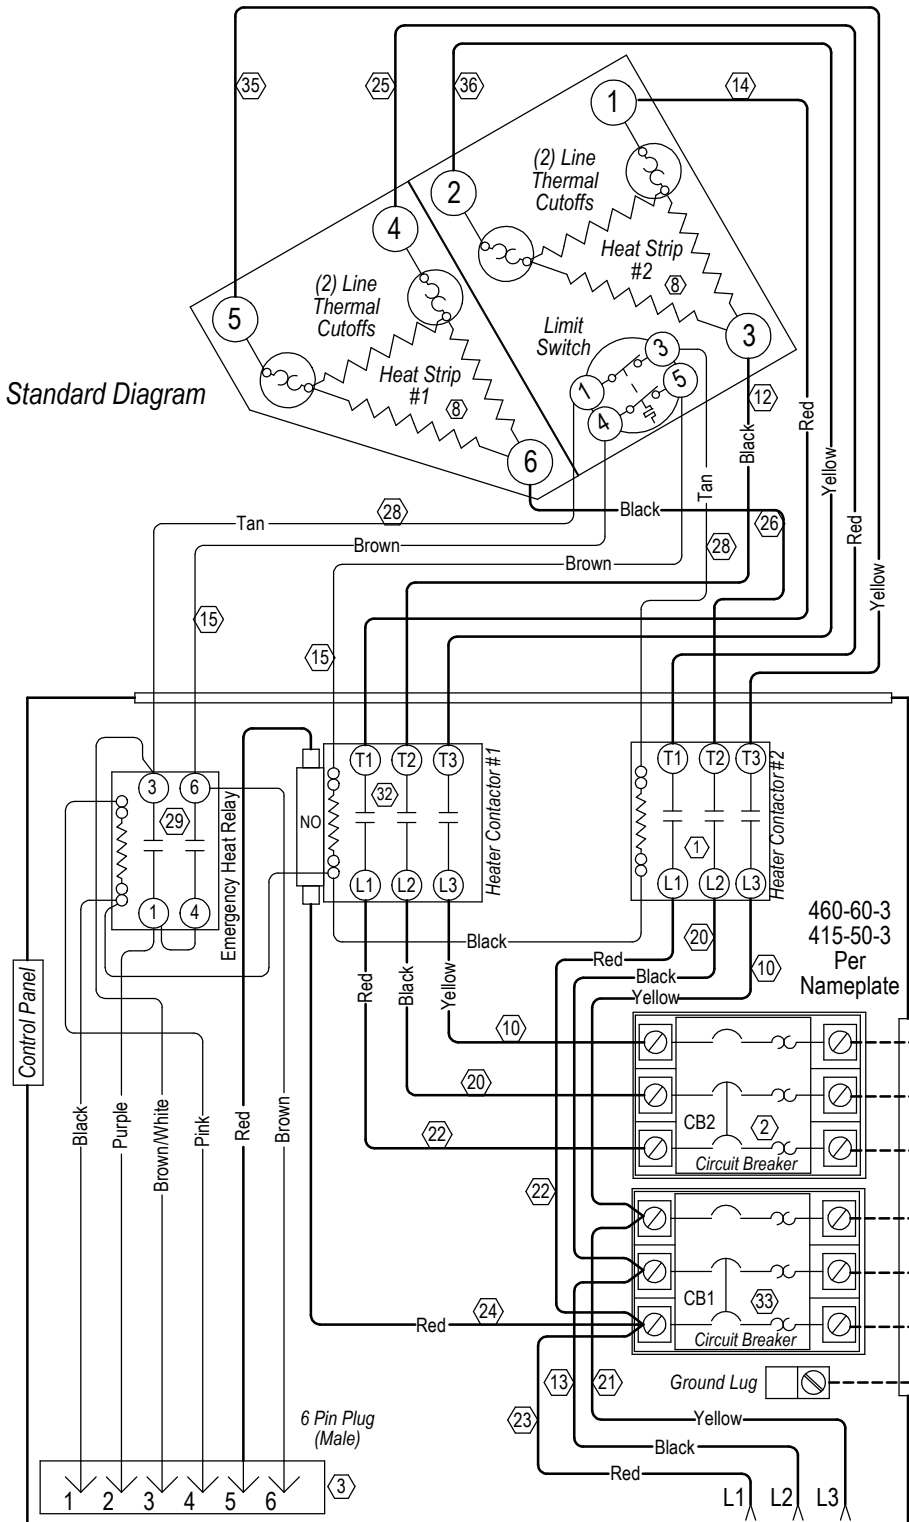 35
25
36
14
1
(2) Line
Thermal
Cutoffs
2
4
Heat Strip
#2
8
(2) Line
Thermal
Cutoffs
5
3
Limit
Switch
3
5
1
4
Heat Strip
#1
8
Standard Diagram
12
Red
Black
Yellow
6
Tan
Black
26
28
Tan
Brown
28
Brown
Red
Yellow
15
15
T1
T2
T3
T1
T2
T3
3
6
29
NO
32
Heater Contactor #1
1
Heater Contactor #2
Emergency Heat Relay
L1
L2
L3
L1
L2
L3
1
4
460-60-3
415-50-3
Per
Nameplate
Black
20
Red
Black
Yellow
10
Red
Black
Yellow
Control Panel
10
20
22
CB2
2
Circuit Breaker
Black
Purple
Brown/White
Pink
Red
Brown
22
CB1
33
Circuit Breaker
Red
24
Ground Lug
13
21
23
Yellow
Black
Red
6 Pin Plug
(Male)
1
2
3
4
5
6
3
L1
L2
L3